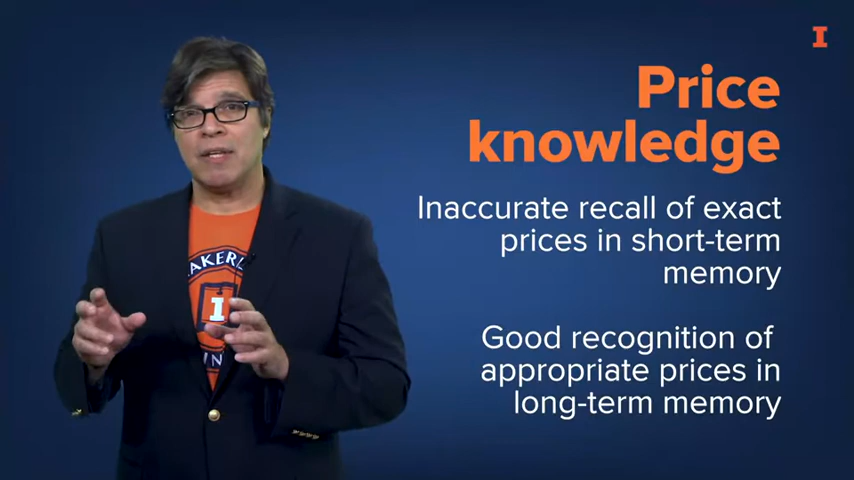 I
Price
knowledge
Inaccurate recall of exact
prices in short-term
memory
Good recognition of
appropriate prices in
long-term memory
I